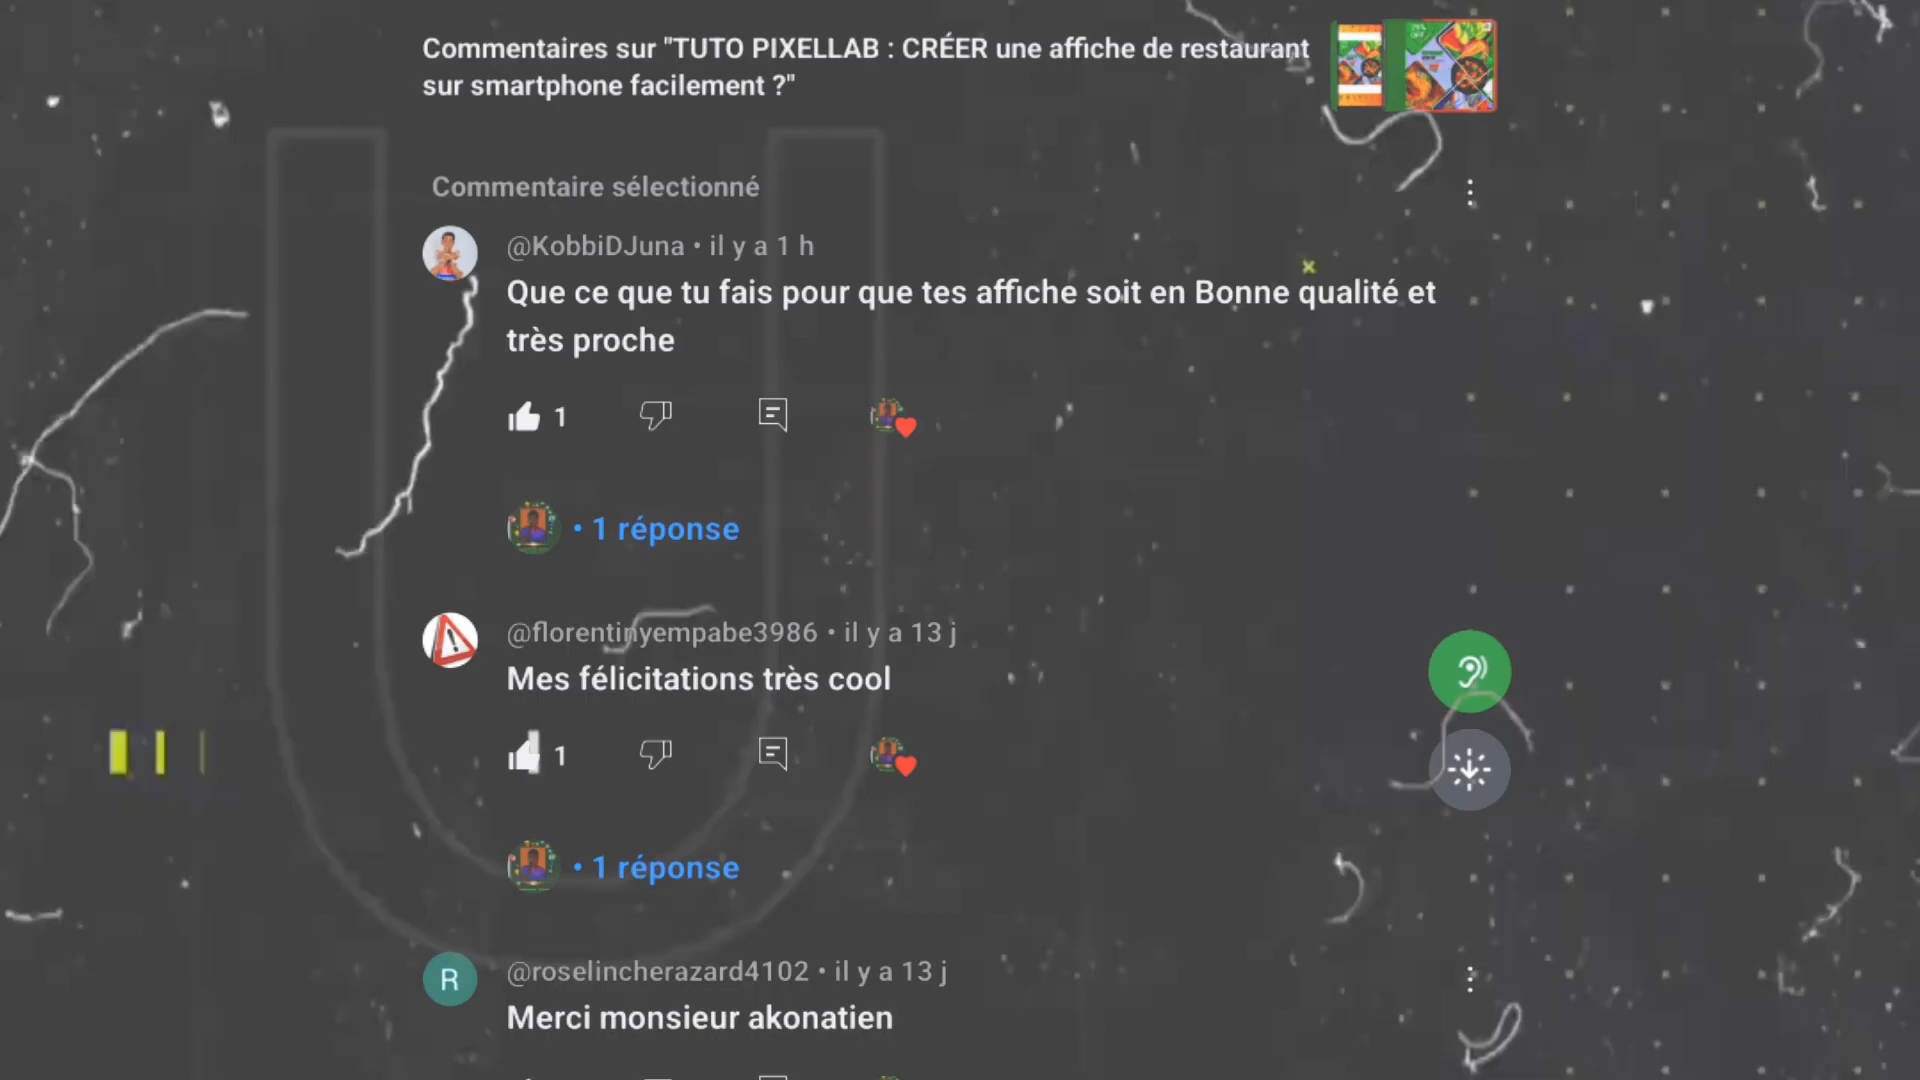 Commentaires sur "TUTO PIXELLAB : CRÉER une affiche de restaurant
sur smartphone facilement ?"
Commentaire sélectionné
@KobbiDJuna • il y a 1 h
Que ce que tu fais pour que tes affiche soit en Bonne qualité et
très proche
1
• 1 réponse
@florentinyempabe3986 • il y a 13 j
Mes félicitations très cool
1
• 1 réponse
R
@roselincherazard4102 • il y a 13 j
Merci monsieur akonatien